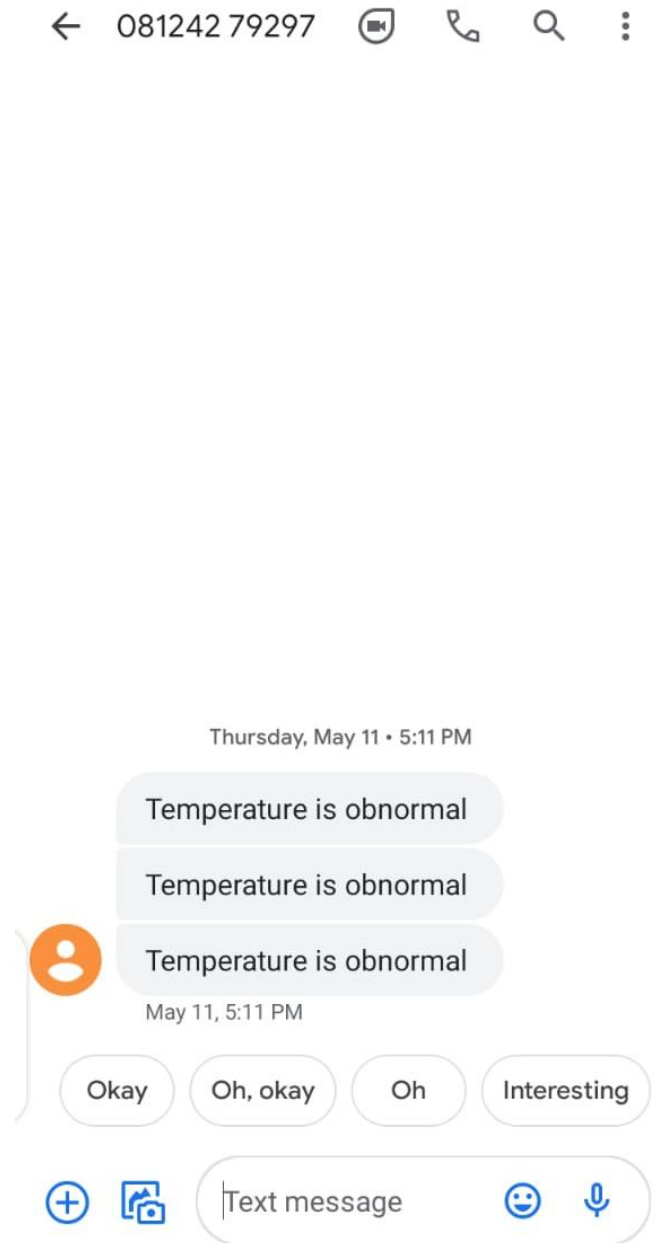 081242 79297
Thursday, May 11 • 5:11 PM
Temperature is obnormal
Temperature is obnormal
Temperature is obnormal
May 11, 5:11 PM
Okay Oh, okay Oh Interesting
Text message